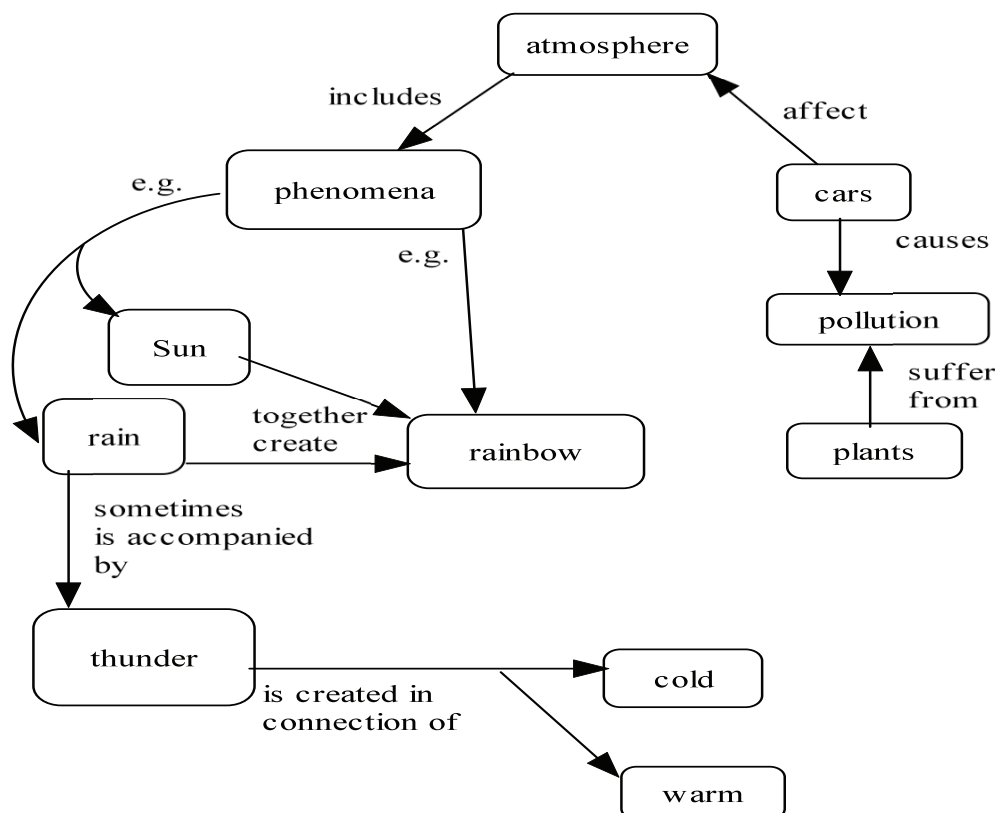 atmosphere
includes
affect
e.g.
phenomena
cars
e.g.
causes
Sun
pollution
suffer
from
together
create
rain
rainbow
plants
sometimes
is accompanied
by
thunder
is created in
connection of
cold
warm